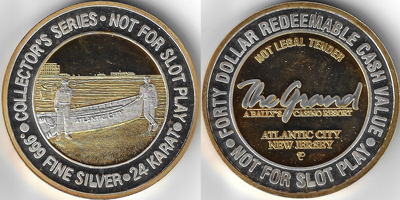 COLLECTOR'S SERIES • NOT FOR SLOT PLAY
ATLANTIC CITY
.999 FINE SILVER • 24 KARAT
FORTY DOLLAR REDEEMABLE CASH VALUE
NOT LEGAL TENDER
The Grand
A BALLY'S CASINO RESORT
ATLANTIC CITY
NEW JERSEY
• NOT FOR SLOT PLAY •